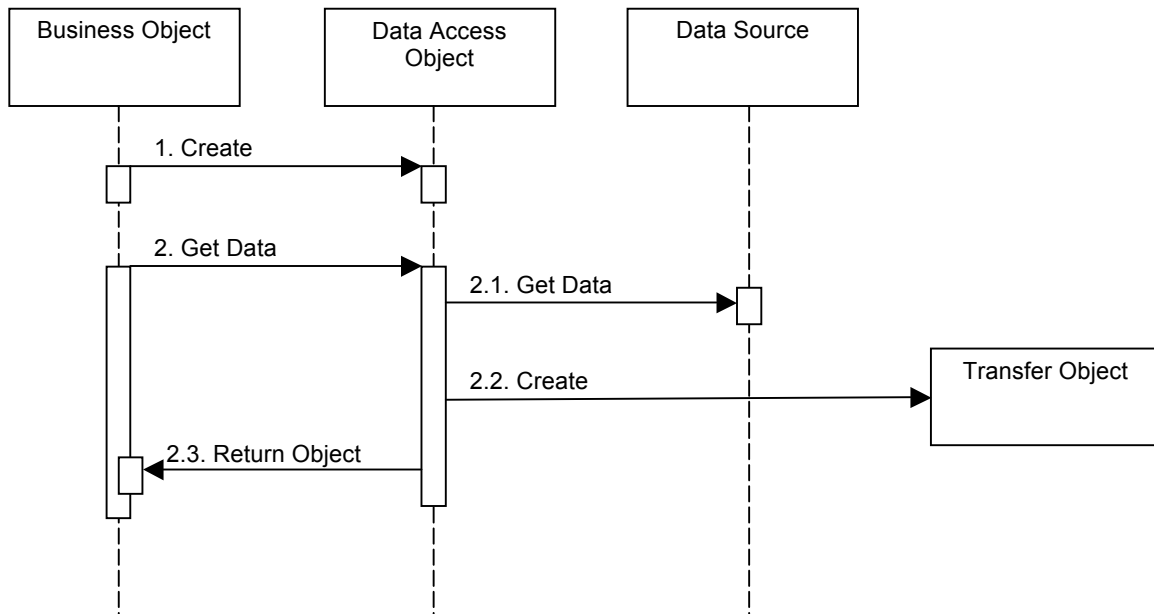 Business Object
Data Access
Object
Data Source
1. Create
2. Get Data
2.1. Get Data
Transfer Object
2.2. Create
2.3. Return Object